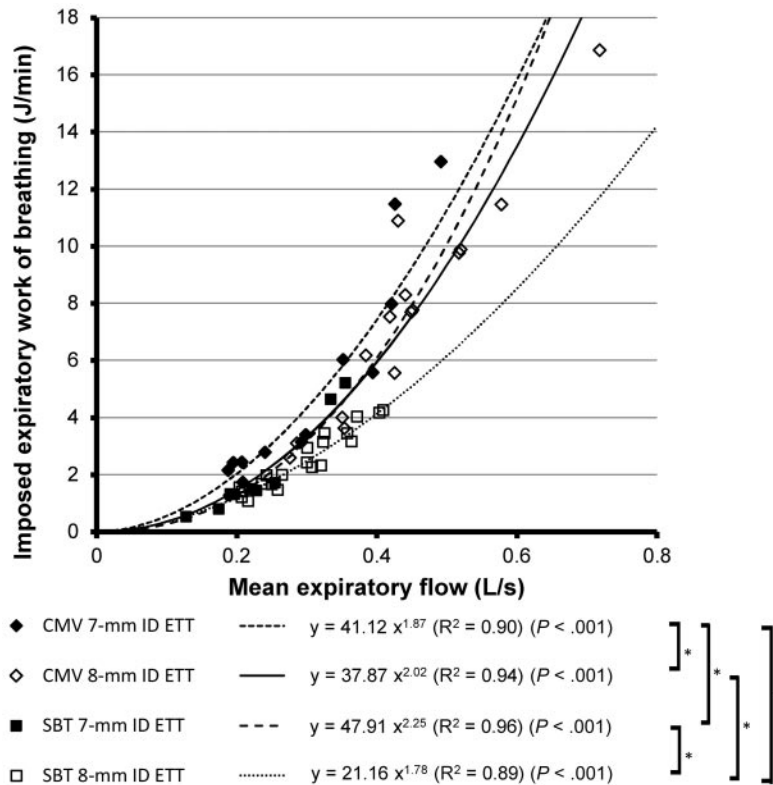 Imposed expiratory work of breathing (J/min)
18
16
14
12
10
8
6
4
2
0
0 0.2 0.4 0.6 0.8
Mean expiratory flow (L/s)
CMV 7-mm ID ETT y = 41.12 x^1.87 (R² = 0.90) (P < .001)
CMV 8-mm ID ETT y = 37.87 x^2.02 (R² = 0.94) (P < .001)
SBT 7-mm ID ETT y = 47.91 x^2.25 (R² = 0.96) (P < .001)
SBT 8-mm ID ETT y = 21.16 x^1.78 (R² = 0.89) (P < .001)
*
*
*
*